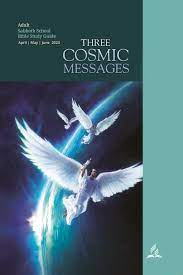 Adult
Sabbath School
Bible Study Guide
April | May | June 2023
THREE
COSMIC
MESSAGES